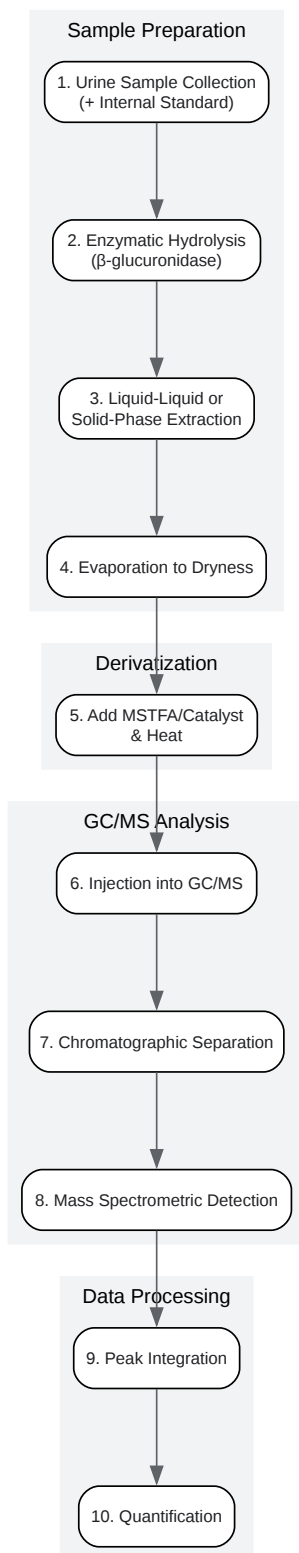 Sample Preparation
1. Urine Sample Collection
(+ Internal Standard)
2. Enzymatic Hydrolysis
(β-glucuronidase)
3. Liquid-Liquid or
Solid-Phase Extraction
4. Evaporation to Dryness
Derivatization
5. Add MSTFA/Catalyst
& Heat
GC/MS Analysis
6. Injection into GC/MS
7. Chromatographic Separation
8. Mass Spectrometric Detection
Data Processing
9. Peak Integration
10. Quantification